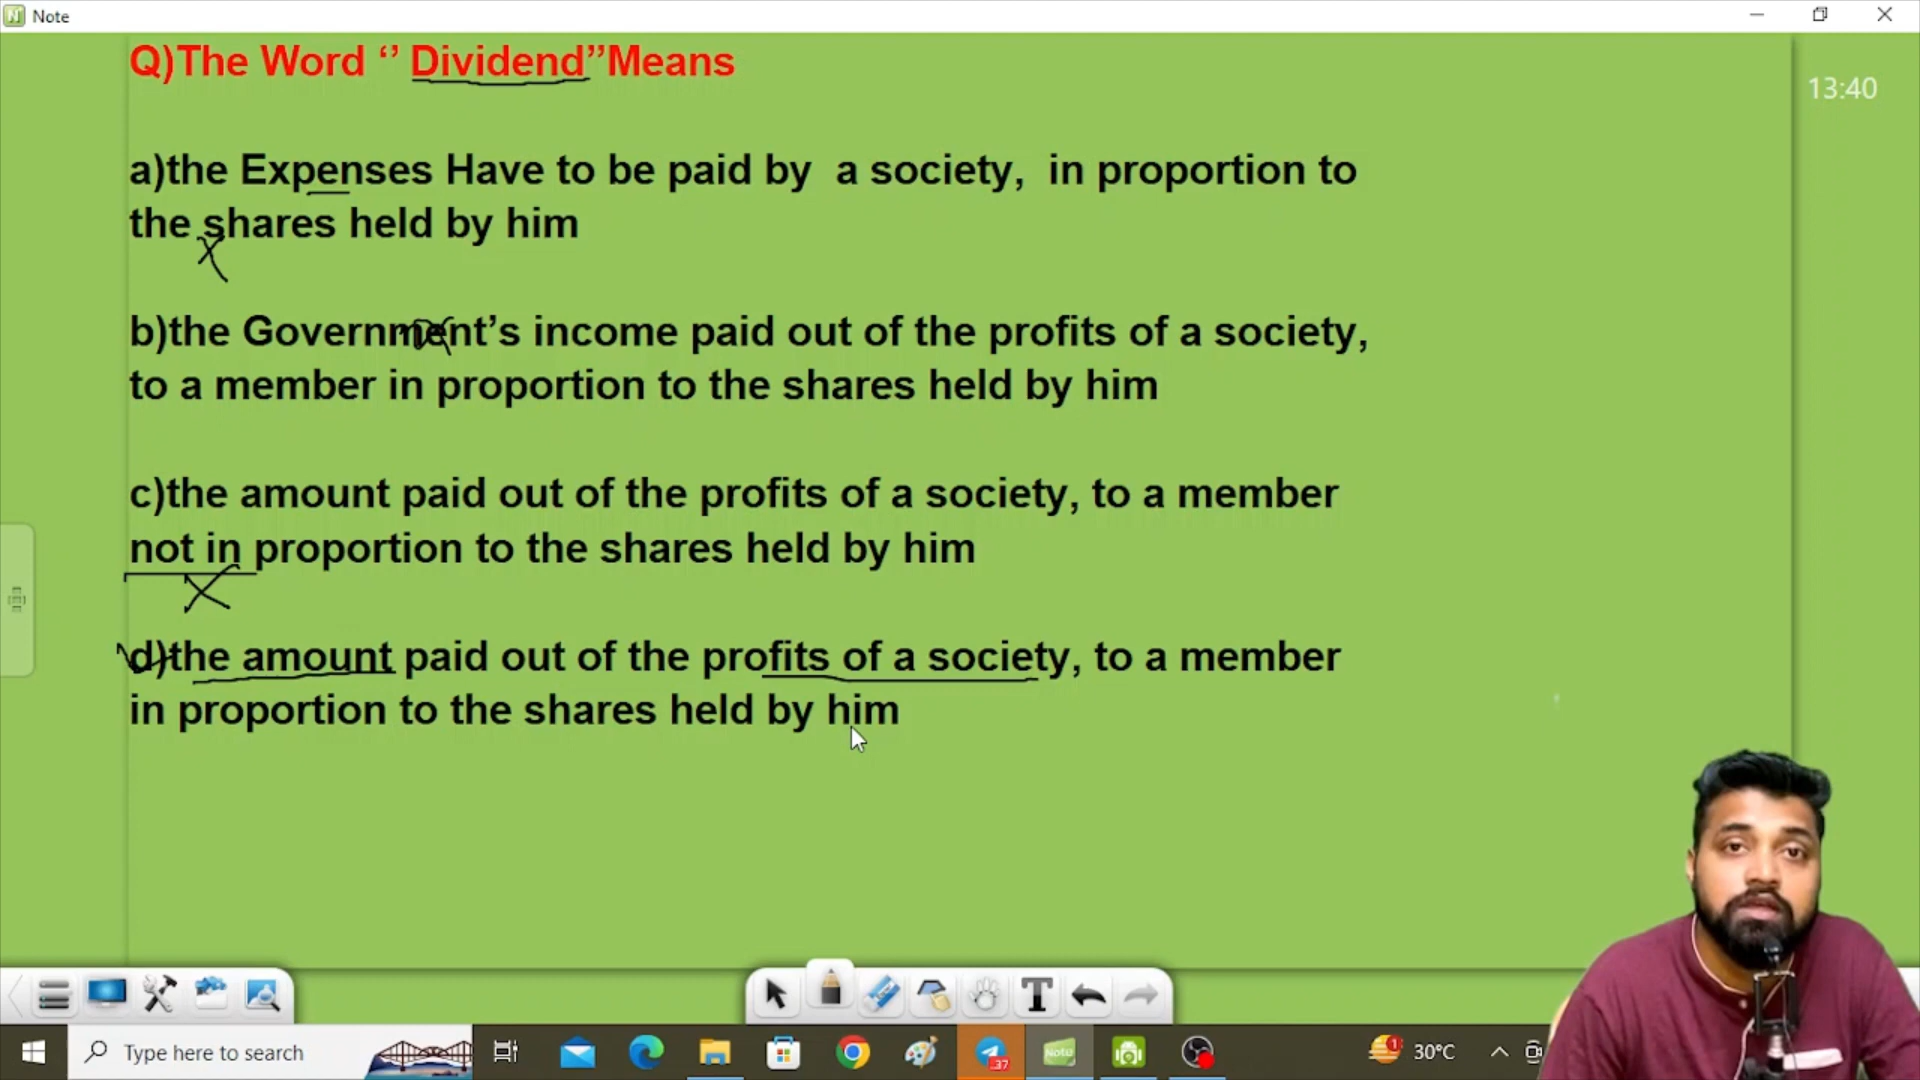 Note
Q)The Word ‘’ Dividend”Means
13:40
a)the Expenses Have to be paid by a society, in proportion to
the shares held by him
b)the Government’s income paid out of the profits of a society,
to a member in proportion to the shares held by him
c)the amount paid out of the profits of a society, to a member
not in proportion to the shares held by him
d)the amount paid out of the profits of a society, to a member
in proportion to the shares held by him
T
Type here to search
37
Note
1
30°C